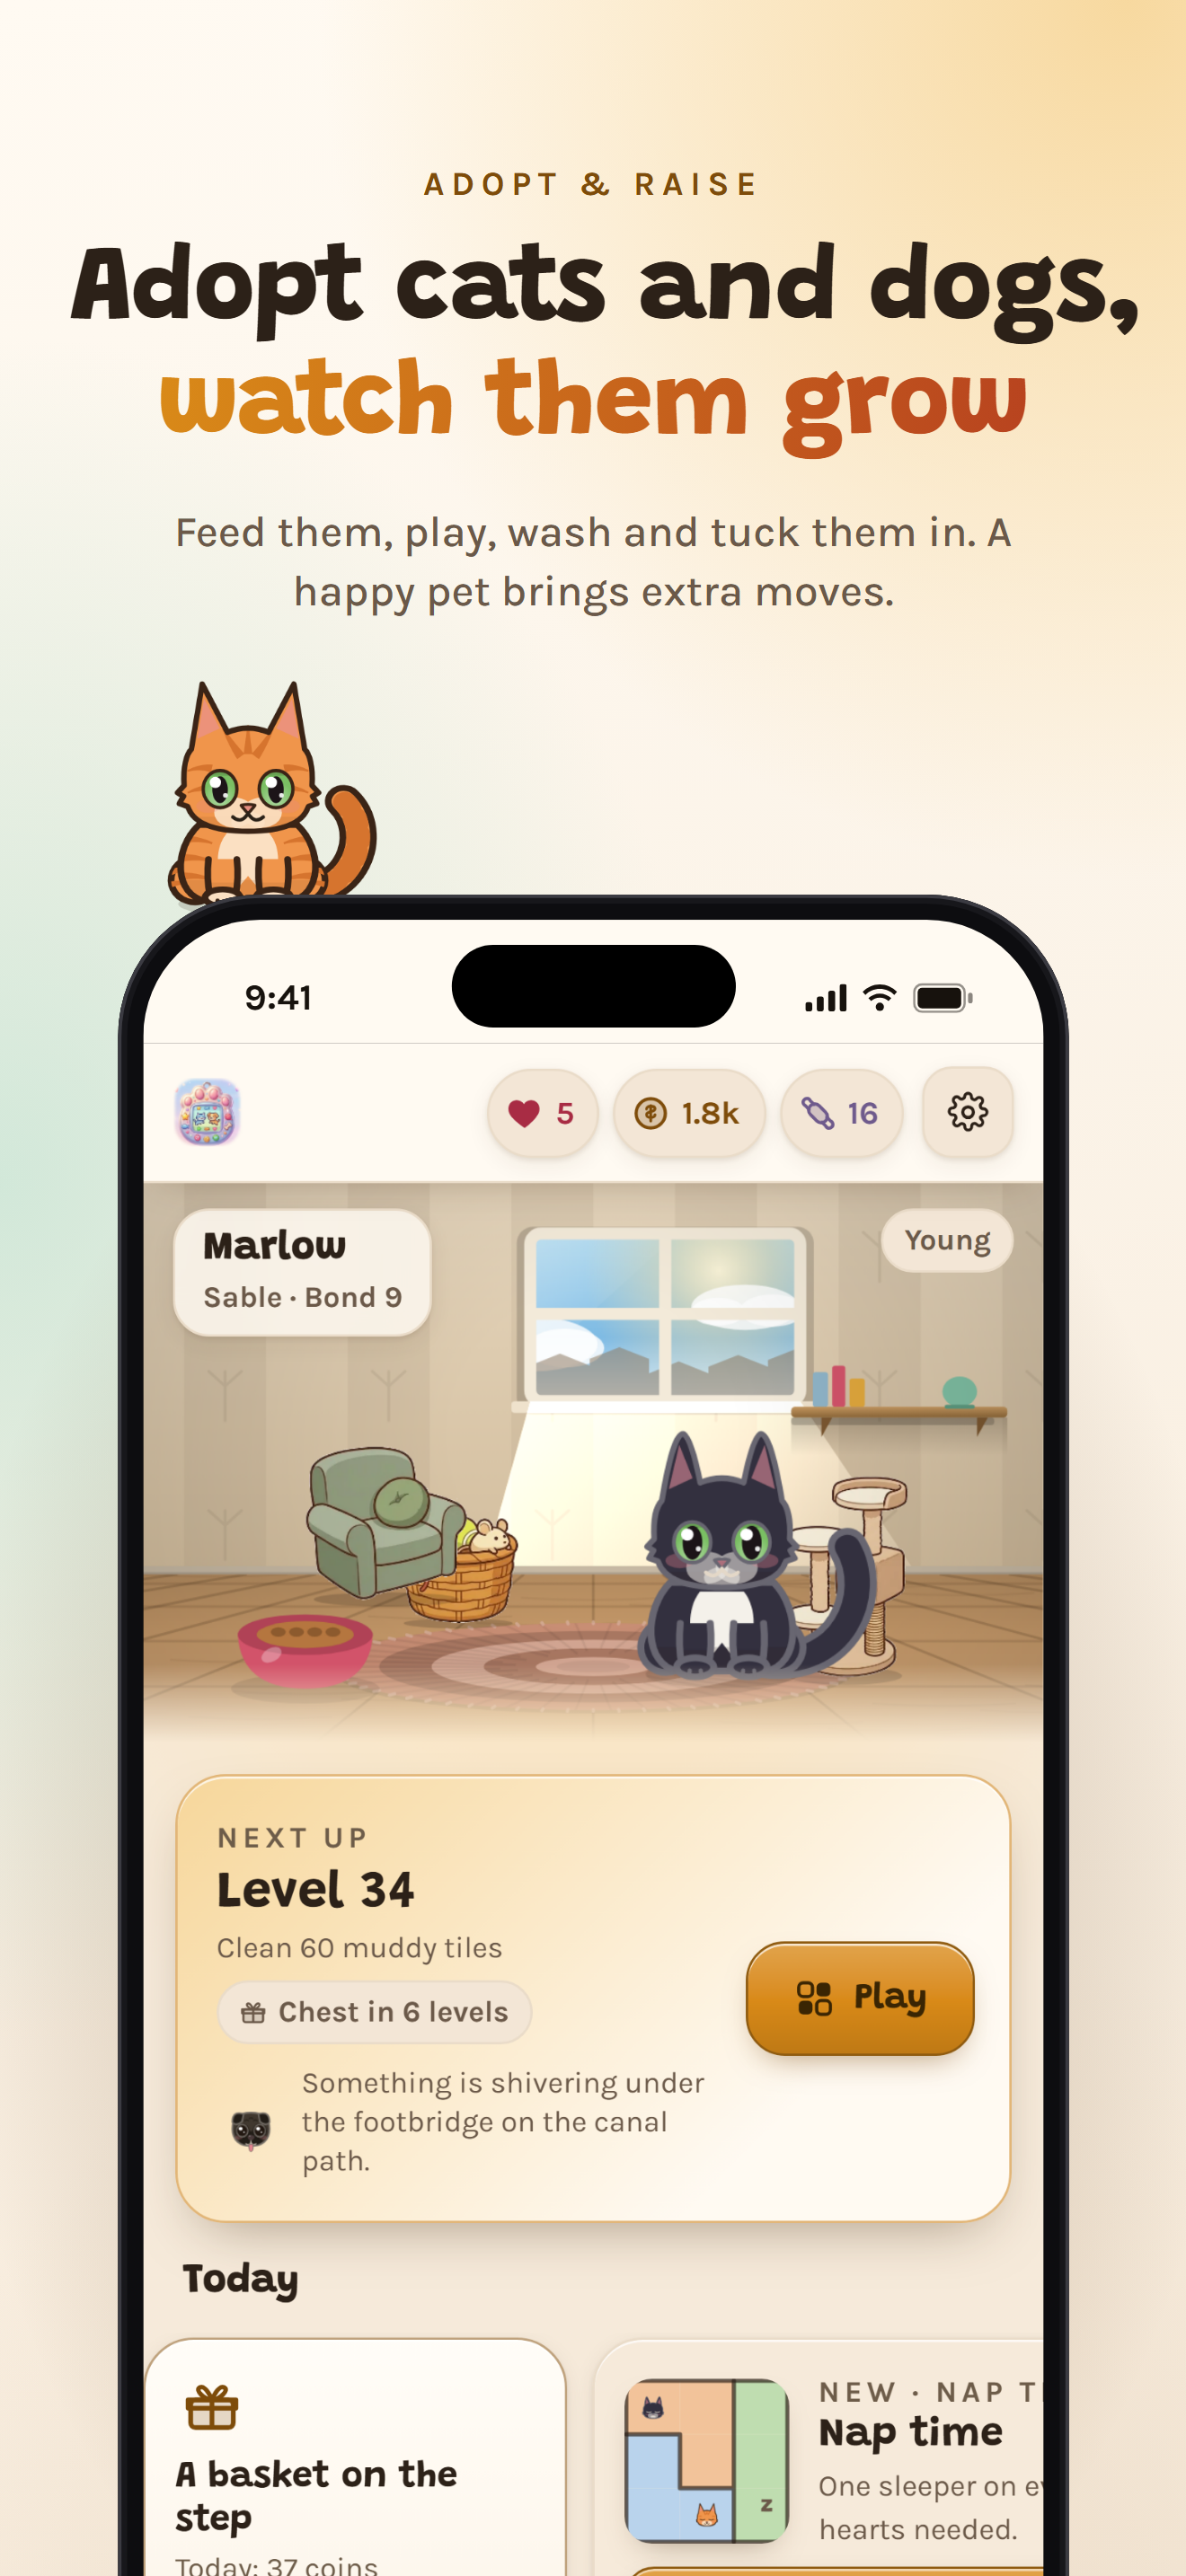 ADOPT & RAISE
Adopt cats and dogs,
watch them grow
Feed them, play, wash and tuck them in. A
happy pet brings extra moves.
9:41
5
1.8k
16
Marlow
Sable · Bond 9
Young
NEXT UP
Level 34
Clean 60 muddy tiles
Chest in 6 levels
Play
Something is shivering under
the footbridge on the canal
path.
Today
A basket on the
step
Today: 37 coins
NEW · NAP
Nap time
z
One sleeper on
hearts needed.